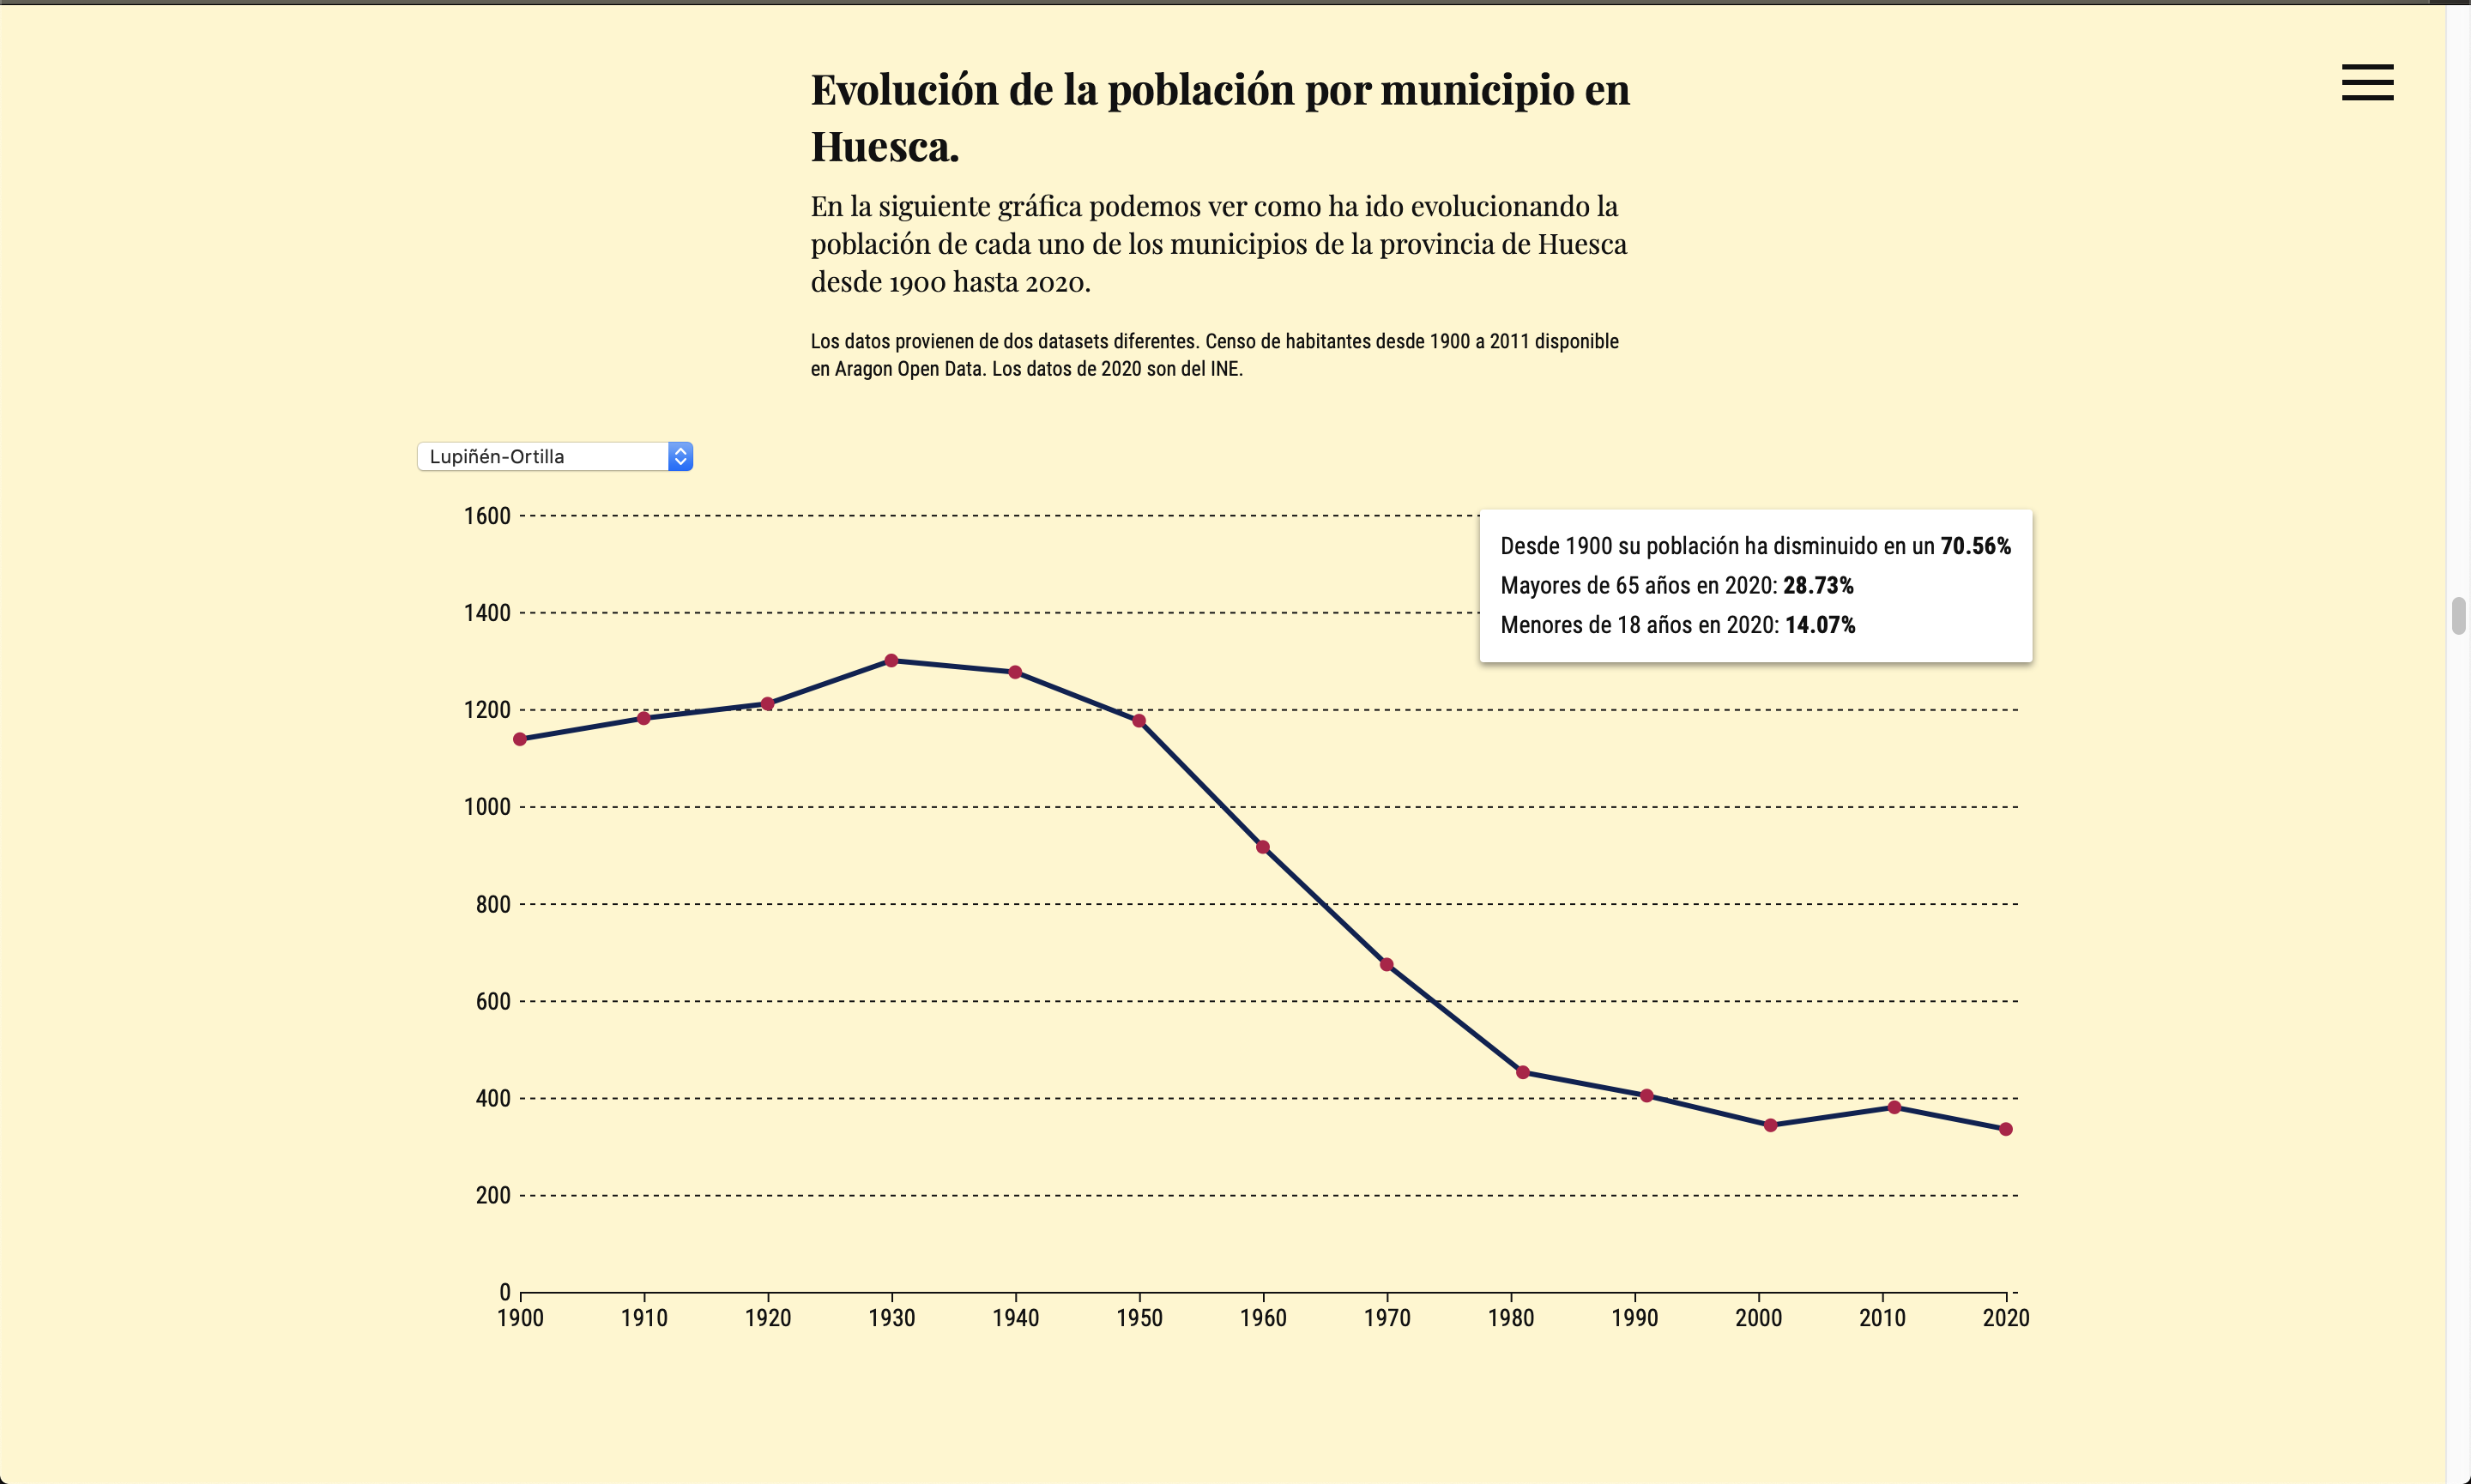 Evolución de la población por municipio en
Huesca.
En la siguiente gráfica podemos ver como ha ido evolucionando la
población de cada uno de los municipios de la provincia de Huesca
desde 1900 hasta 2020.
Los datos provienen de dos datasets diferentes. Censo de habitantes desde 1900 a 2011 disponible
en Aragon Open Data. Los datos de 2020 son del INE.
Lupiñén-Ortilla
Desde 1900 su población ha disminuido en un 70.56%
Mayores de 65 años en 2020: 28.73%
Menores de 18 años en 2020: 14.07%
1600
1400
1200
1000
800
600
400
200
0
1900 1910 1920 1930 1940 1950 1960 1970 1980 1990 2000 2010 2020